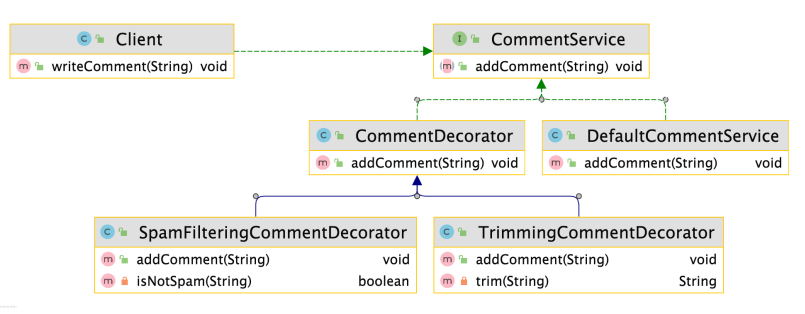 C Client
m writeComment(String) void
I CommentService
m addComment(String) void
C CommentDecorator
m addComment(String) void
C DefaultCommentService
m addComment(String) void
C SpamFilteringCommentDecorator
m addComment(String) void
m isNotSpam(String) boolean
C TrimmingCommentDecorator
m addComment(String) void
m trim(String) String